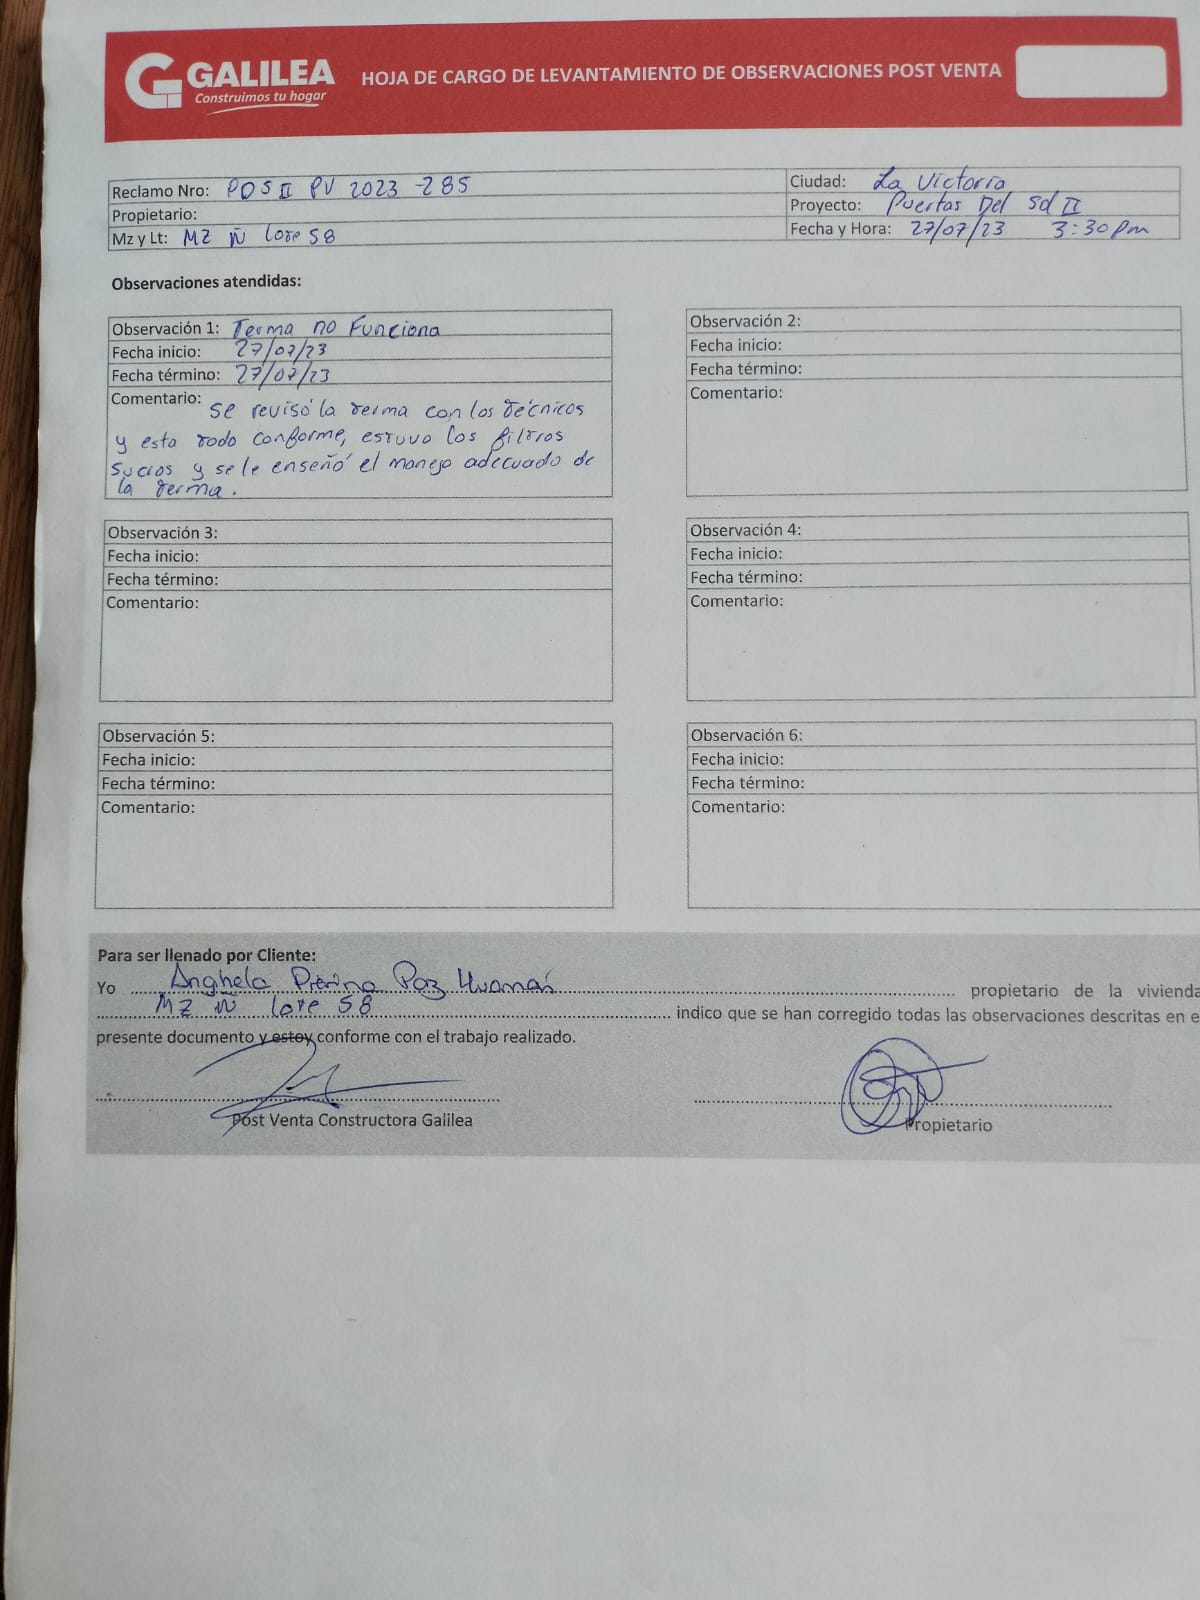 GALILEA
Construimos tu hogar
HOJA DE CARGO DE LEVANTAMIENTO DE OBSERVACIONES POST VENTA
Reclamo Nro: PDS II PV 2023 -285
Ciudad: La Victoria
Propietario:
Proyecto: Puertas Del Sol II
Mz y Lt: MZ Ñ lote 58
Fecha y Hora: 27/07/23 3:30 pm
Observaciones atendidas:
Observación 1: Terma no Funciona
Fecha inicio: 27/07/23
Fecha término: 27/07/23
Comentario: se revisó la terma con los técnicos
y esta todo conforme, estuvo los filtros
sucios y se le enseñó el manejo adecuado de
la terma.
Observación 2:
Fecha inicio:
Fecha término:
Comentario:
Observación 3:
Fecha inicio:
Fecha término:
Comentario:
Observación 4:
Fecha inicio:
Fecha término:
Comentario:
Observación 5:
Fecha inicio:
Fecha término:
Comentario:
Observación 6:
Fecha inicio:
Fecha término:
Comentario:
Para ser llenado por Cliente:
Yo Anghela Pierina Paz Huamán propietario de la vivienda
MZ Ñ lote 58 indico que se han corregido todas las observaciones descritas en e
presente documento y estoy conforme con el trabajo realizado.
Post Venta Constructora Galilea
Propietario